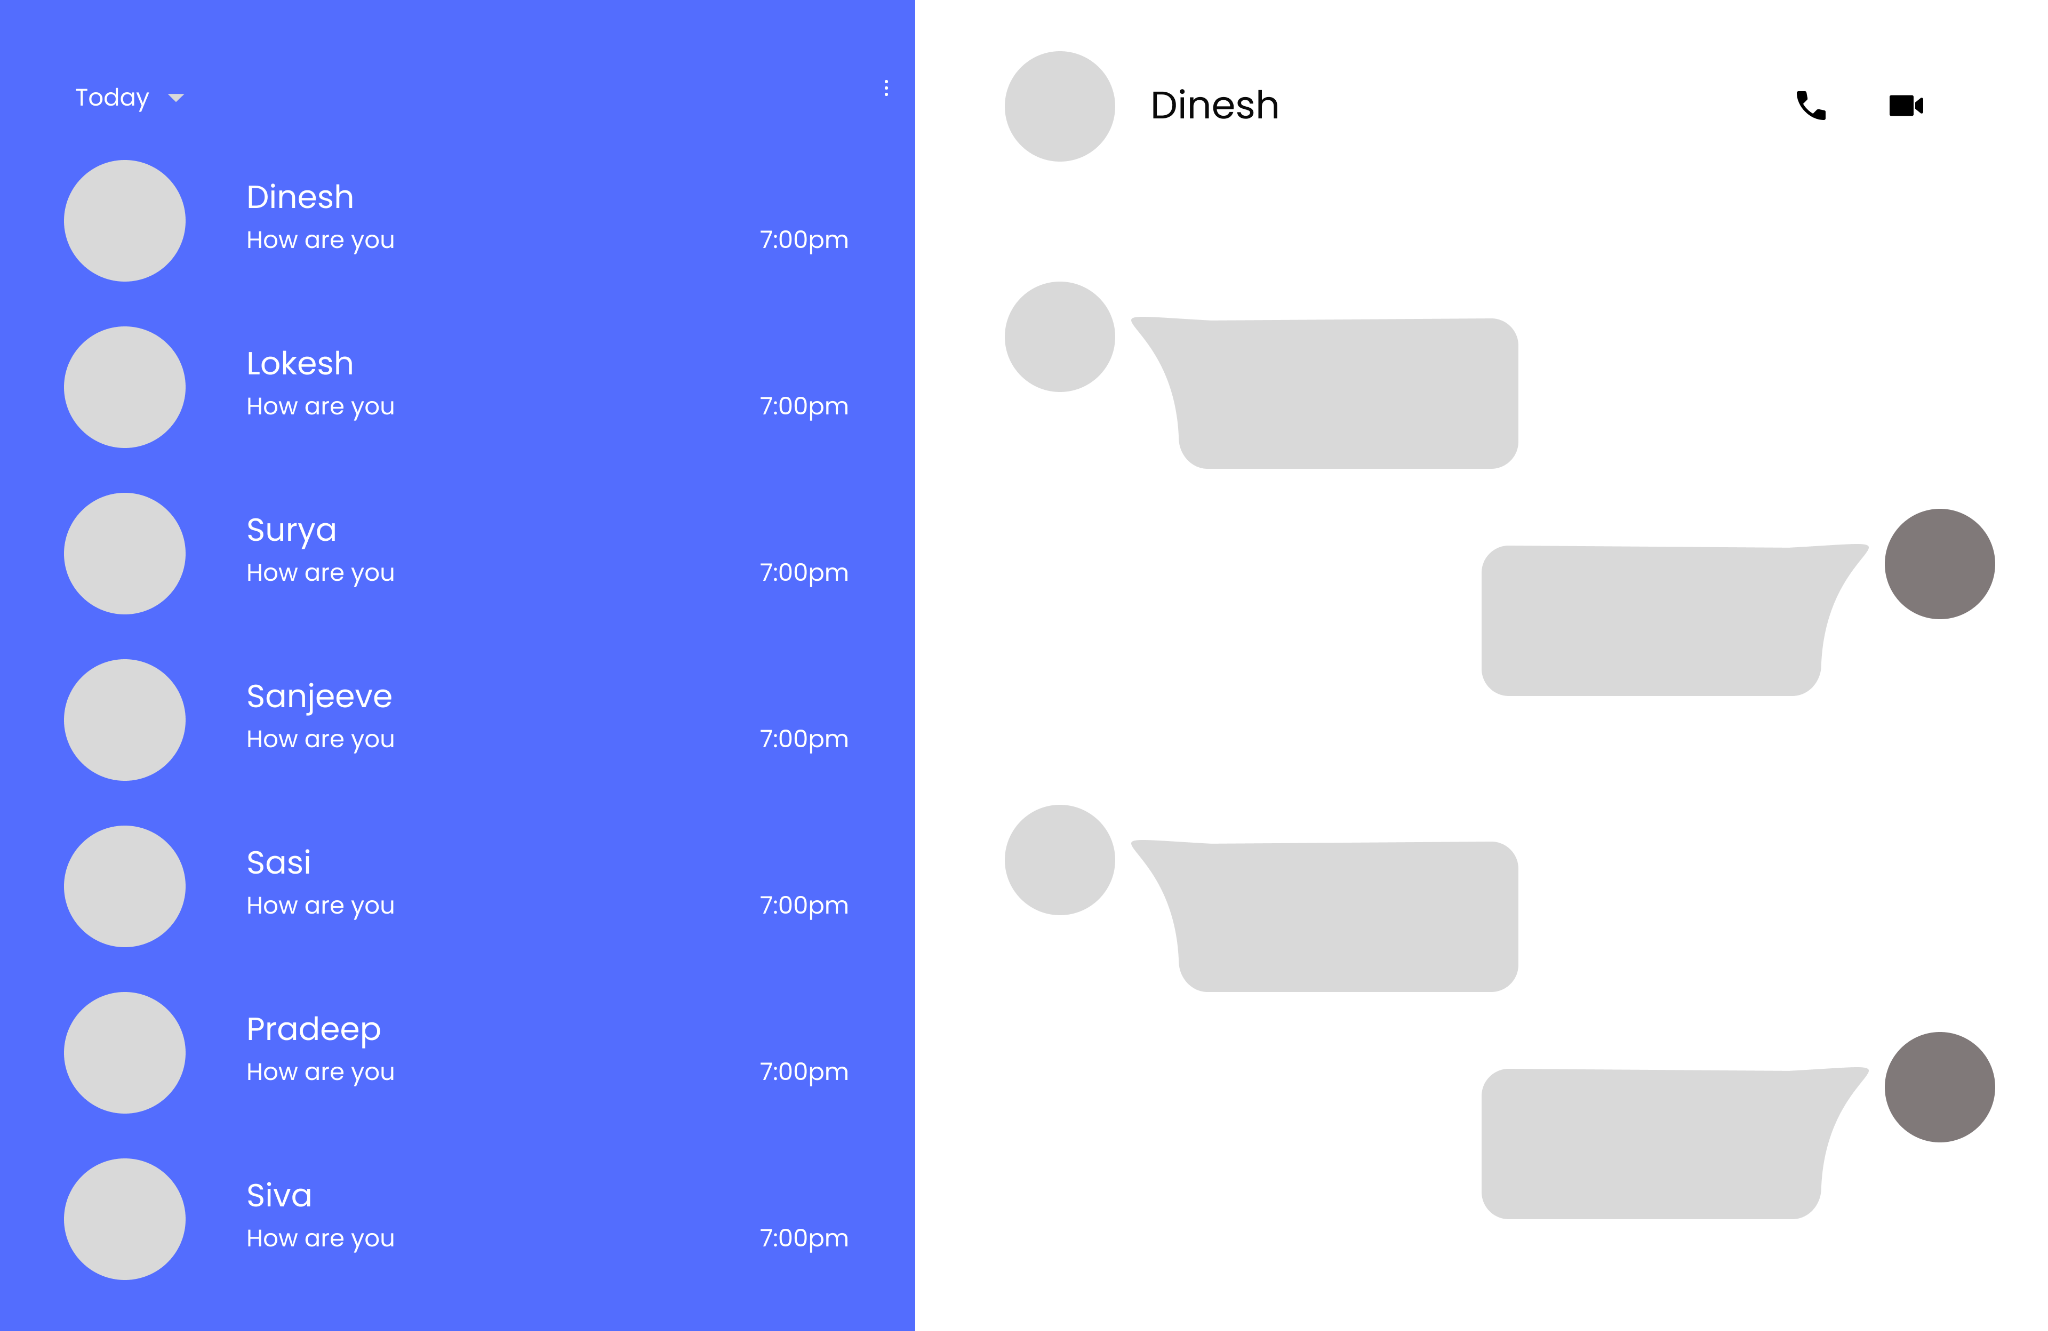 Today
Dinesh
How are you
7:00pm
Lokesh
How are you
7:00pm
Surya
How are you
7:00pm
Sanjeeve
How are you
7:00pm
Sasi
How are you
7:00pm
Pradeep
How are you
7:00pm
Siva
How are you
7:00pm
Dinesh